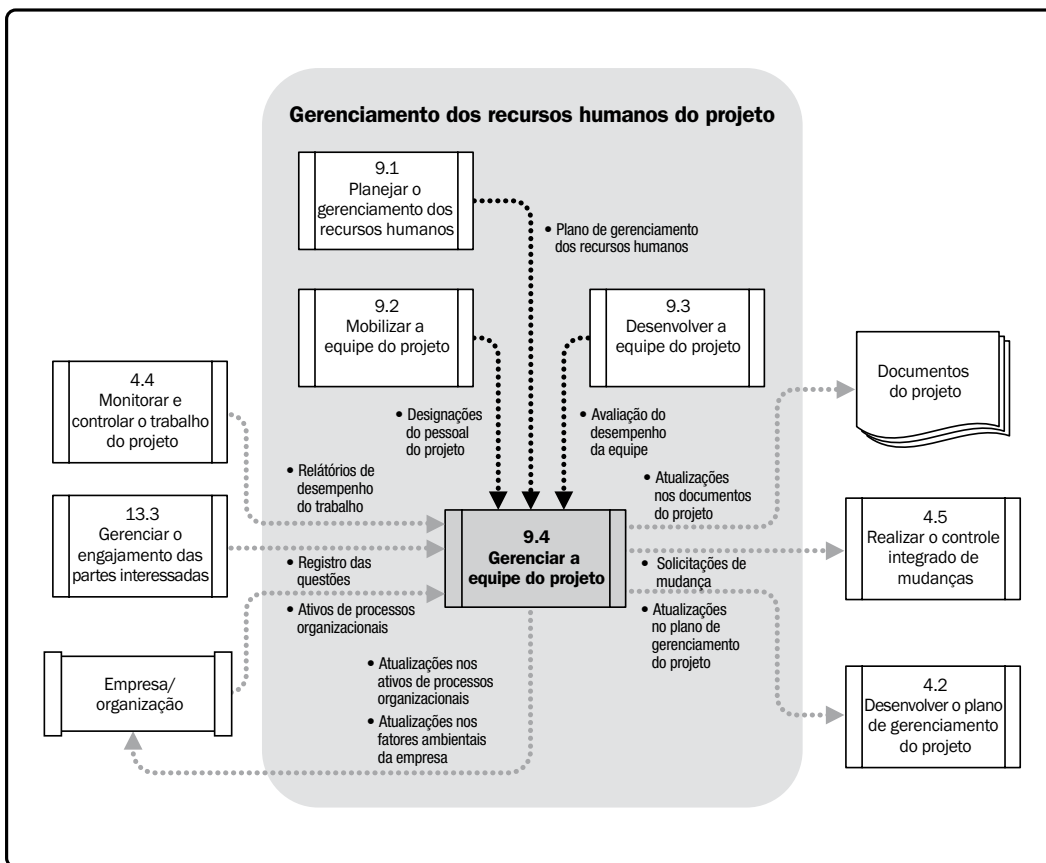 Gerenciamento dos recursos humanos do projeto
9.1
Planejar o
gerenciamento dos
recursos humanos
• Plano de gerenciamento
dos recursos humanos
9.2
Mobilizar a
equipe do projeto
9.3
Desenvolver a
equipe do projeto
4.4
Monitorar e
controlar o trabalho
do projeto
Documentos
do projeto
• Designações
do pessoal
do projeto
• Avaliação do
desempenho
da equipe
• Relátórios de
desempenho
do trabalho
• Atualizações
nos documentos
do projeto
13.3
Gerenciar o
engajamento das
partes interessadas
9.4
Gerenciar a
equipe do projeto
4.5
Realizar o controle
integrado de
mudanças
• Registro das
questões
• Solicitações de
mudança
• Ativos de processos
organizacionais
• Atualizações
no plano de
gerenciamento
do projeto
Empresa/
organização
• Atualizações nos
ativos de processos
organizacionais
• Atualizações nos
fatores ambientais
da empresa
4.2
Desenvolver o plano
de gerenciamento
do projeto